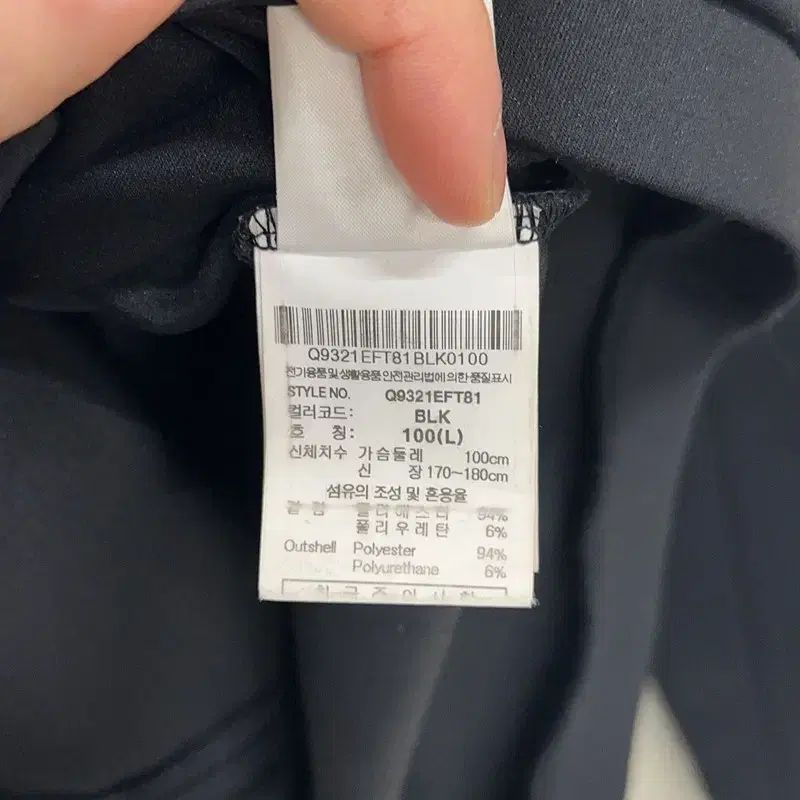 Q9321EFT81BLK0100
전기용품및생활용품안전관리법에의한품질표시
STYLE NO. Q9321EFT81
컬러코드: BLK
호 칭: 100(L)
신체치수 가슴둘레 100cm
신 장 170~180cm
섬유의 조성 및 혼용율
겉감 폴리에스터 94%
폴리우레탄 6%
Outshell Polyester 94%
Polyurethane 6%
취급주의사항